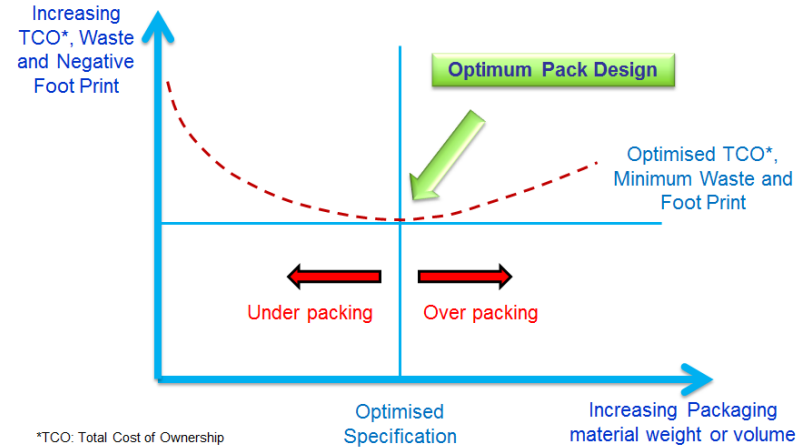 Increasing
TCO*, Waste
and Negative
Foot Print
Optimum Pack Design
Optimised TCO*,
Minimum Waste and
Foot Print
Under packing
Over packing
Optimised
Specification
Increasing Packaging
material weight or volume
*TCO: Total Cost of Ownership